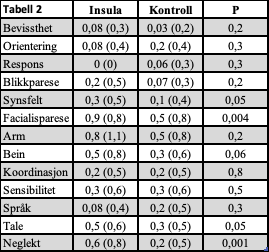 Tabell 2 Insula Kontroll P
Bevissthet 0,08 (0,3) 0,03 (0,2) 0,2
Orientering 0,08 (0,4) 0,2 (0,4) 0,3
Respons 0 (0) 0,06 (0,3) 0,3
Blikkparese 0,2 (0,5) 0,07 (0,3) 0,2
Synsfelt 0,3 (0,5) 0,1 (0,4) 0,05
Facialisparese 0,9 (0,8) 0,5 (0,8) 0,004
Arm 0,8 (1,1) 0,5 (0,8) 0,2
Bein 0,5 (0,8) 0,3 (0,6) 0,06
Koordinasjon 0,2 (0,5) 0,2 (0,5) 0,8
Sensibilitet 0,3 (0,6) 0,3 (0,6) 0,5
Språk 0,08 (0,4) 0,2 (0,5) 0,3
Tale 0,5 (0,6) 0,3 (0,5) 0,05
Neglekt 0,6 (0,8) 0,2 (0,5) 0,001